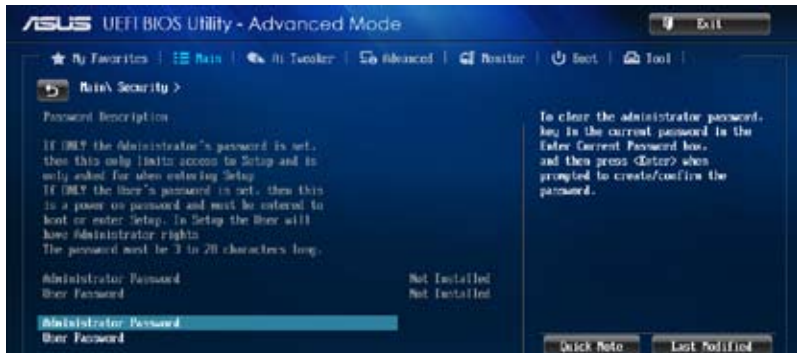 ASUS UEFI BIOS Utility - Advanced Mode
Exit
My Favorites
Main
Ai Tweaker
Advanced
Monitor
Boot
Tool
Main\ Security >
Password Description
If ONLY the Administrator's password is set,
then this only limits access to Setup and is
only asked for when entering Setup
If ONLY the User's password is set, then this
is a power on password and must be entered to
boot or enter Setup. In Setup the User will
have Administrator rights
The password must be 3 to 20 characters long.
Administrator Password Not Installed
User Password Not Installed
Administrator Password
User Password
To clear the administrator password,
key in the current password in the
Enter Current Password box,
and then press <Enter> when
prompted to create/confirm the
password.
Quick Note
Last Modified